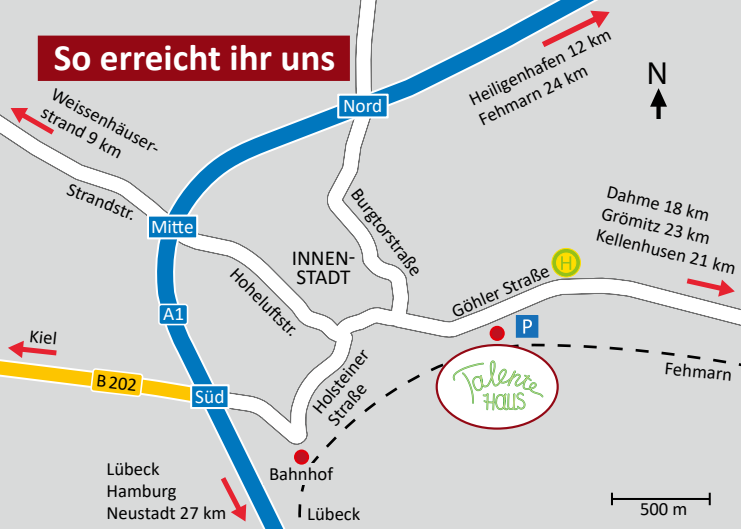 So erreicht ihr uns
Heiligenhafen 12 km
Fehmarn 24 km
N
Weissenhäuser-
strand 9 km
Nord
Strandstr.
Mitte
Burgtorstraße
Dahme 18 km
Grömitz 23 km
Kellenhusen 21 km
INNEN-
STADT
H
Göhler Straße
Hoheluftstr.
A1
P
Kiel
B 202
Süd
Holsteiner
Straße
Talente
HAUS
Fehmarn
Bahnhof
Lübeck
Hamburg
Neustadt 27 km
Lübeck
500 m